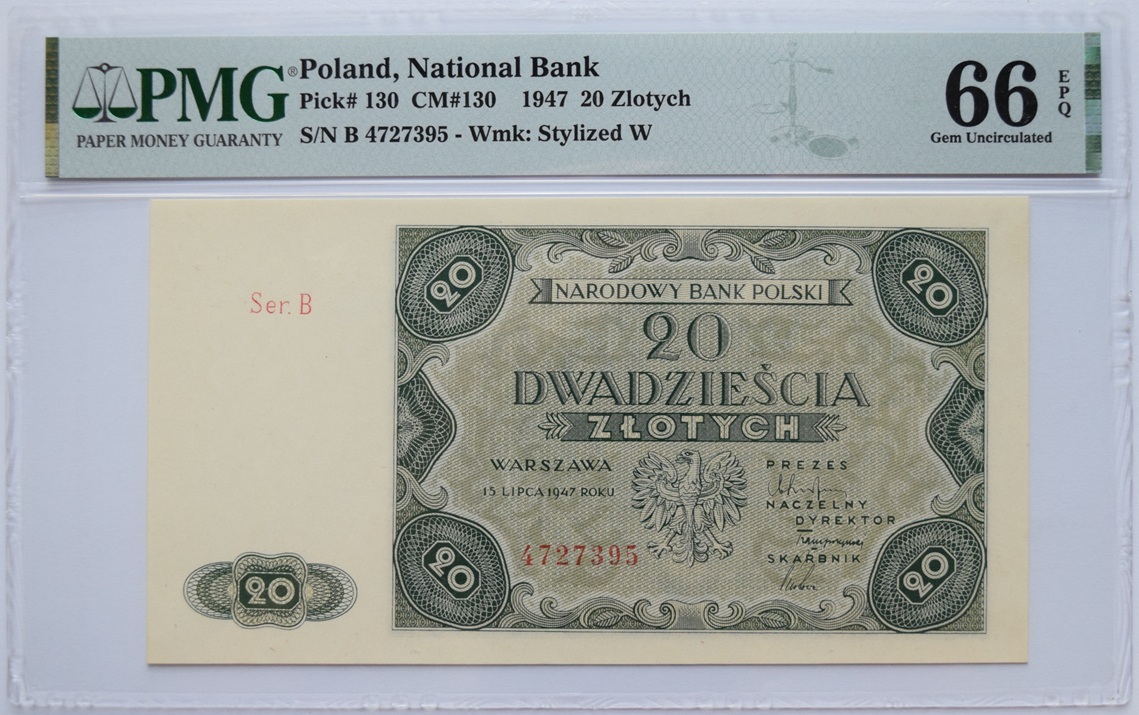 PMG®
PAPER MONEY GUARANTY
Poland, National Bank
Pick# 130 CM#130 1947 20 Zlotych
S/N B 4727395 - Wmk: Stylized W
66 EPQ
Gem Uncirculated
20
20
Ser. B
NARODOWY BANK POLSKI
20
DWADZIEŚCIA
ZŁOTYCH
WARSZAWA
15 LIPCA 1947 ROKU
PREZES
NACZELNY
DYREKTOR
SKARBNIK
4727395
20
20
20